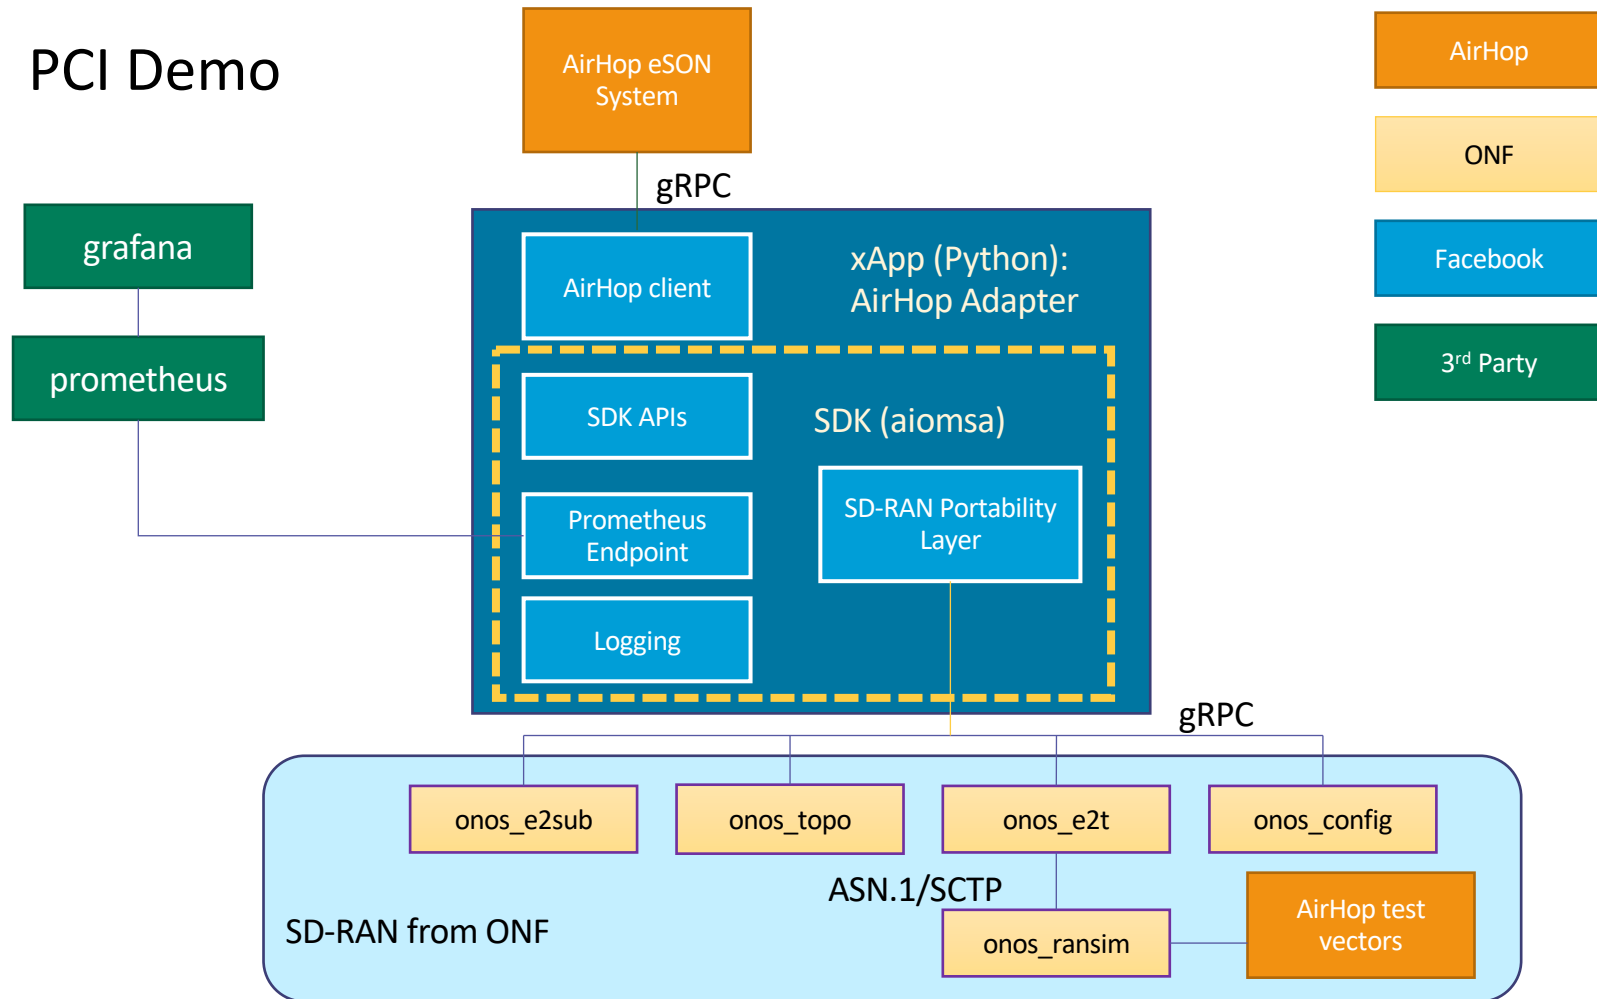 PCI Demo
AirHop eSON
System
gRPC
grafana
prometheus
AirHop client
xApp (Python):
AirHop Adapter
SDK APIs
SDK (aiomsa)
Prometheus
Endpoint
SD-RAN Portability
Layer
Logging
gRPC
onos_e2sub
onos_topo
onos_e2t
onos_config
ASN.1/SCTP
SD-RAN from ONF
onos_ransim
AirHop test
vectors
AirHop
ONF
Facebook
3rd Party